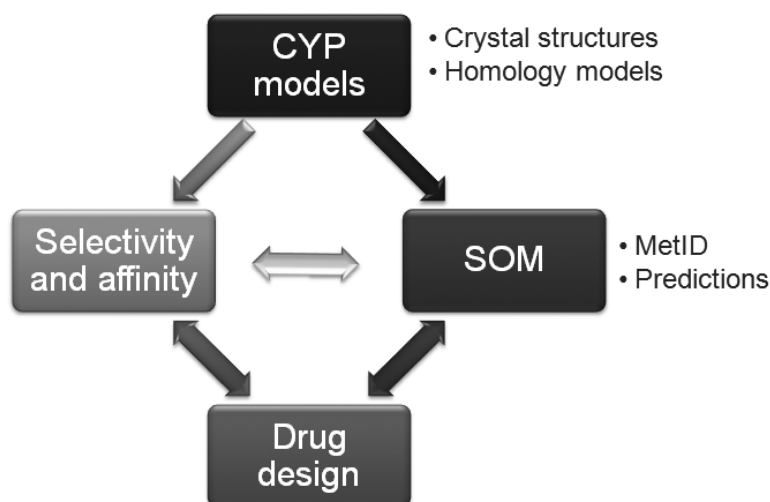 CYP
models
• Crystal structures
• Homology models
Selectivity
and affinity
SOM
• MetID
• Predictions
Drug
design